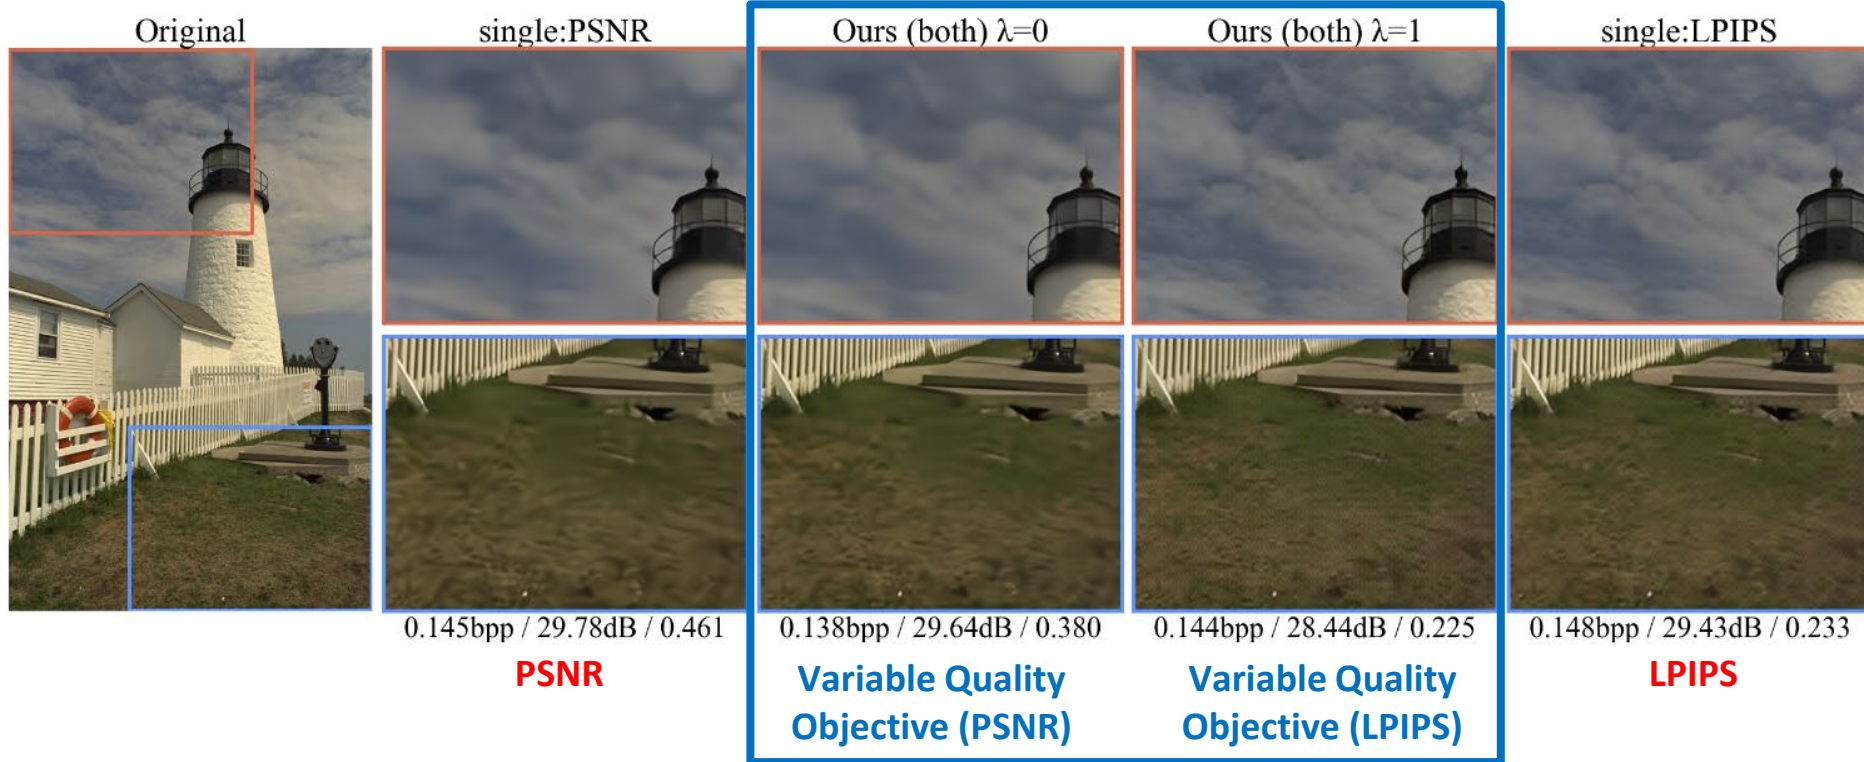 Original
single:PSNR
Ours (both) λ=0
Ours (both) λ=1
single:LPIPS
0.145bpp / 29.78dB / 0.461
0.138bpp / 29.64dB / 0.380
0.144bpp / 28.44dB / 0.225
0.148bpp / 29.43dB / 0.233
PSNR
Variable Quality
Objective (PSNR)
Variable Quality
Objective (LPIPS)
LPIPS